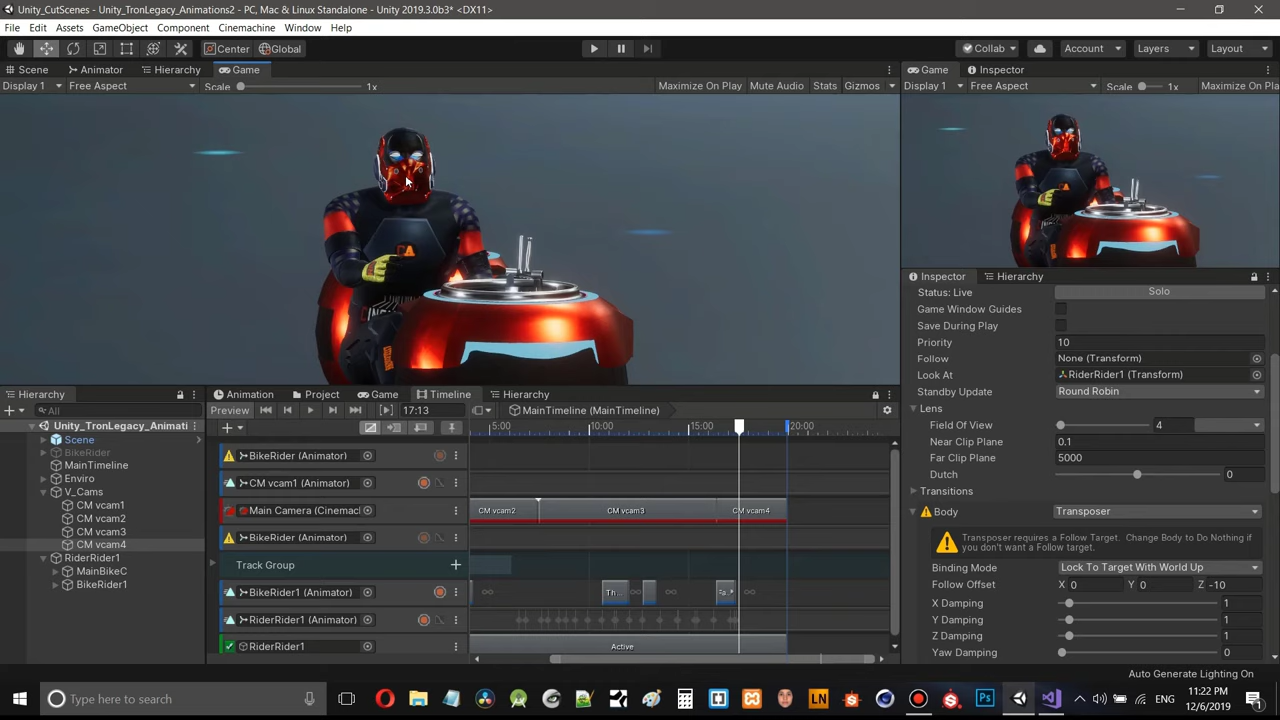 Unity_CutScenes - Unity_TronLegacy_Animations2 - PC, Mac & Linux Standalone - Unity 2019.3.0b3* <DX11>
File Edit Assets GameObject Component Cinemachine Window Help
Center Global Collab Account Layers Layout
Scene Animator Hierarchy Game
Display 1 Free Aspect Scale 1x Maximize On Play Mute Audio Stats Gizmos
CA
Game Inspector
Display 1 Free Aspect Scale 1x Maximize On Play
Inspector Hierarchy
Status: Live Solo
Game Window Guides
Save During Play
Priority 10
Follow None (Transform)
Look At RiderRider1 (Transform)
Standby Update Round Robin
Lens
Field Of View 4
Near Clip Plane 0.1
Far Clip Plane 5000
Dutch 0
Transitions
Body Transposer
Transposer requires a Follow Target. Change Body to Do Nothing if
you don't want a Follow target.
Binding Mode Lock To Target With World Up
Follow Offset X 0 Y 0 Z -10
X Damping 1
Y Damping 1
Z Damping 1
Yaw Damping 0
Auto Generate Lighting On
Hierarchy
All
Unity_TronLegacy_Animati
Scene
BikeRider
MainTimeline
Enviro
V_Cams
CM vcam1
CM vcam2
CM vcam3
CM vcam4
RiderRider1
MainBikeC
BikeRider1
Animation Project Game Timeline Hierarchy
Preview 17:13 MainTimeline (MainTimeline)
5:00 10:00 15:00 20:00
BikeRider (Animator)
CM vcam1 (Animator)
Main Camera (Cinemac CM vcam2 CM vcam3 CM vcam4
BikeRider (Animator)
Track Group
BikeRider1 (Animator) Th...
RiderRider1 (Animator)
RiderRider1 Active
Type here to search
ENG 11:22 PM
12/6/2019
LN Ps